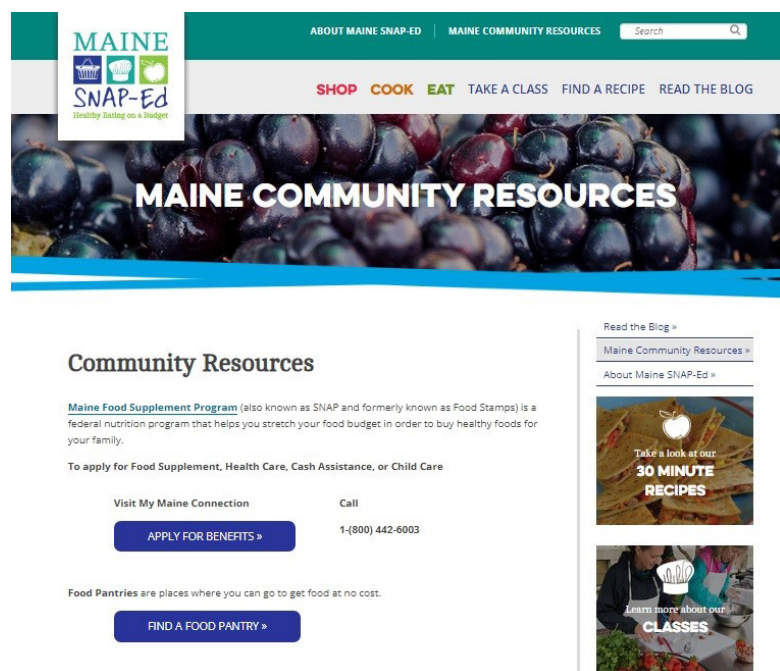 ABOUT MAINE SNAP-ED
MAINE COMMUNITY RESOURCES
Search
MAINE
SNAP-Ed
Healthy Eating on a Budget
SHOP COOK EAT TAKE A CLASS FIND A RECIPE READ THE BLOG
MAINE COMMUNITY RESOURCES
Community Resources
Maine Food Supplement Program (also known as SNAP and formerly known as Food Stamps) is a
federal nutrition program that helps you stretch your food budget in order to buy healthy foods for
your family.
To apply for Food Supplement, Health Care, Cash Assistance, or Child Care
Visit My Maine Connection
APPLY FOR BENEFITS »
Call
1-(800) 442-6003
Food Pantries are places where you can go to get food at no cost.
FIND A FOOD PANTRY »
Read the Blog »
Maine Community Resources »
About Maine SNAP-Ed »
Take a look at our
30 MINUTE
RECIPES
Learn more about our
CLASSES